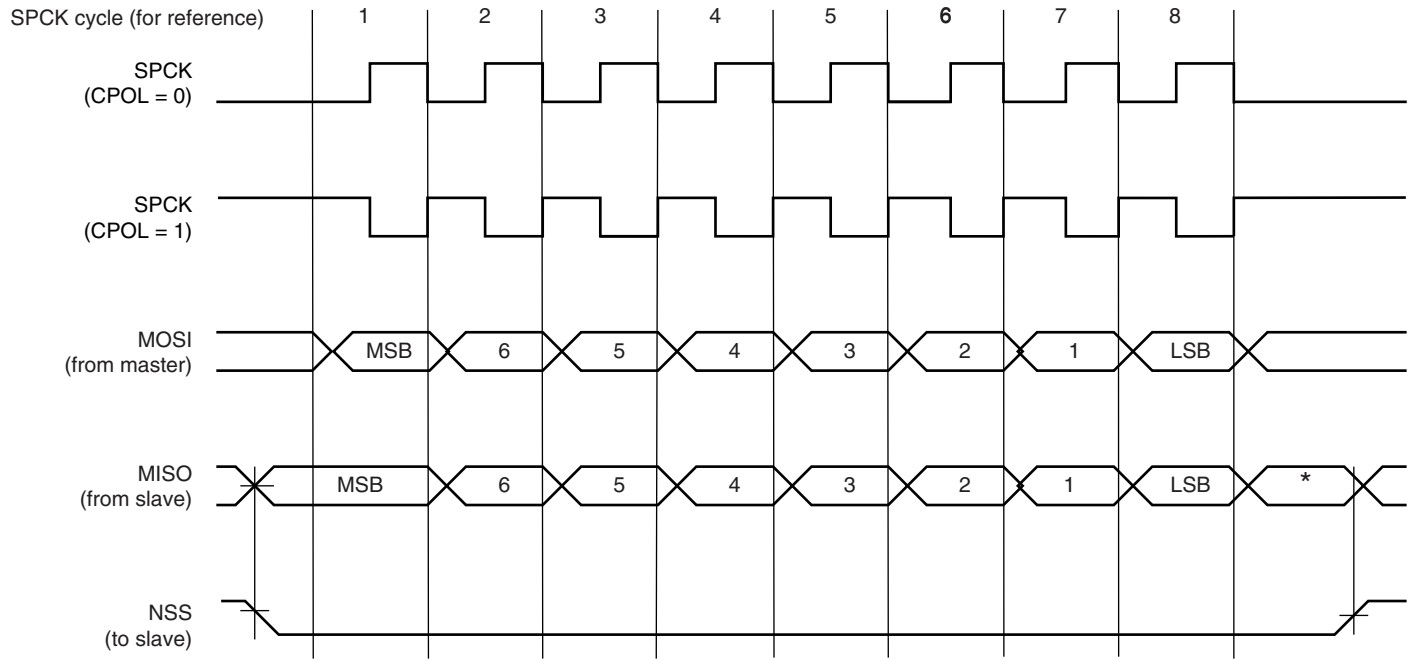 SPCK cycle (for reference) 1 2 3 4 5 6 7 8
SPCK
(CPOL = 0)
SPCK
(CPOL = 1)
MOSI
(from master)
MSB 6 5 4 3 2 1 LSB
MISO
(from slave)
MSB 6 5 4 3 2 1 LSB *
NSS
(to slave)